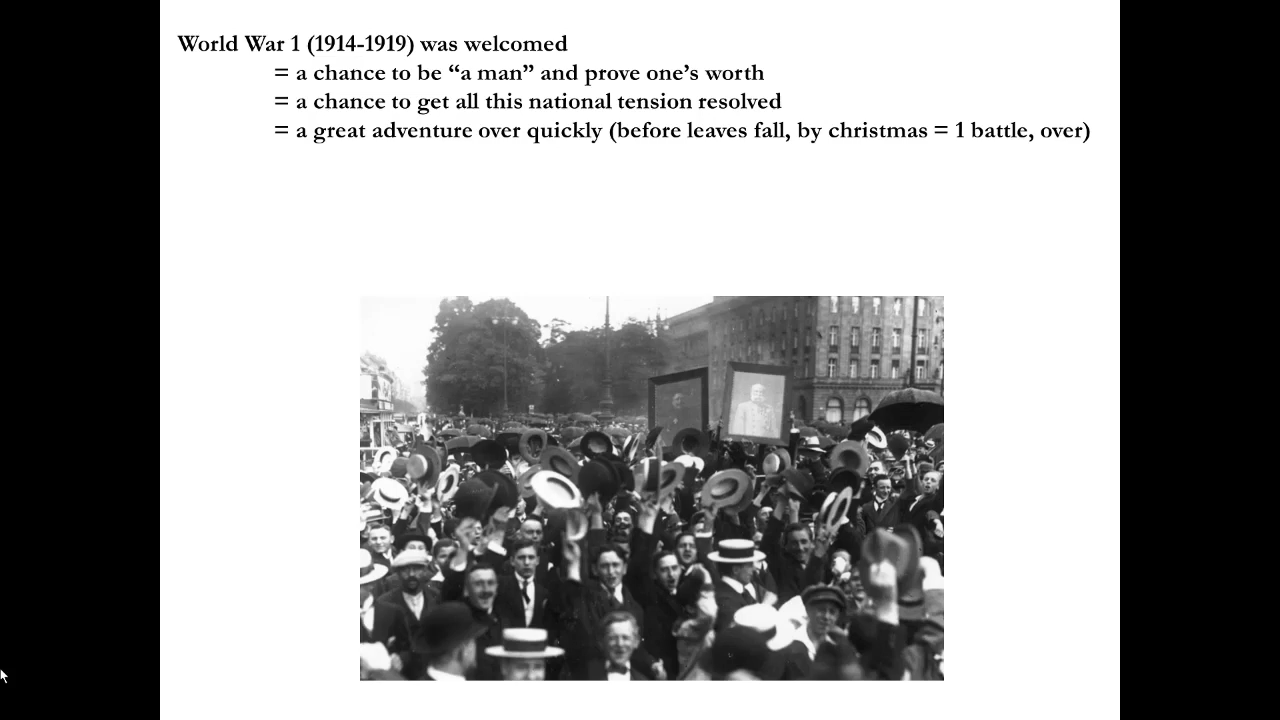 World War 1 (1914-1919) was welcomed
= a chance to be “a man” and prove one’s worth
= a chance to get all this national tension resolved
= a great adventure over quickly (before leaves fall, by christmas = 1 battle, over)